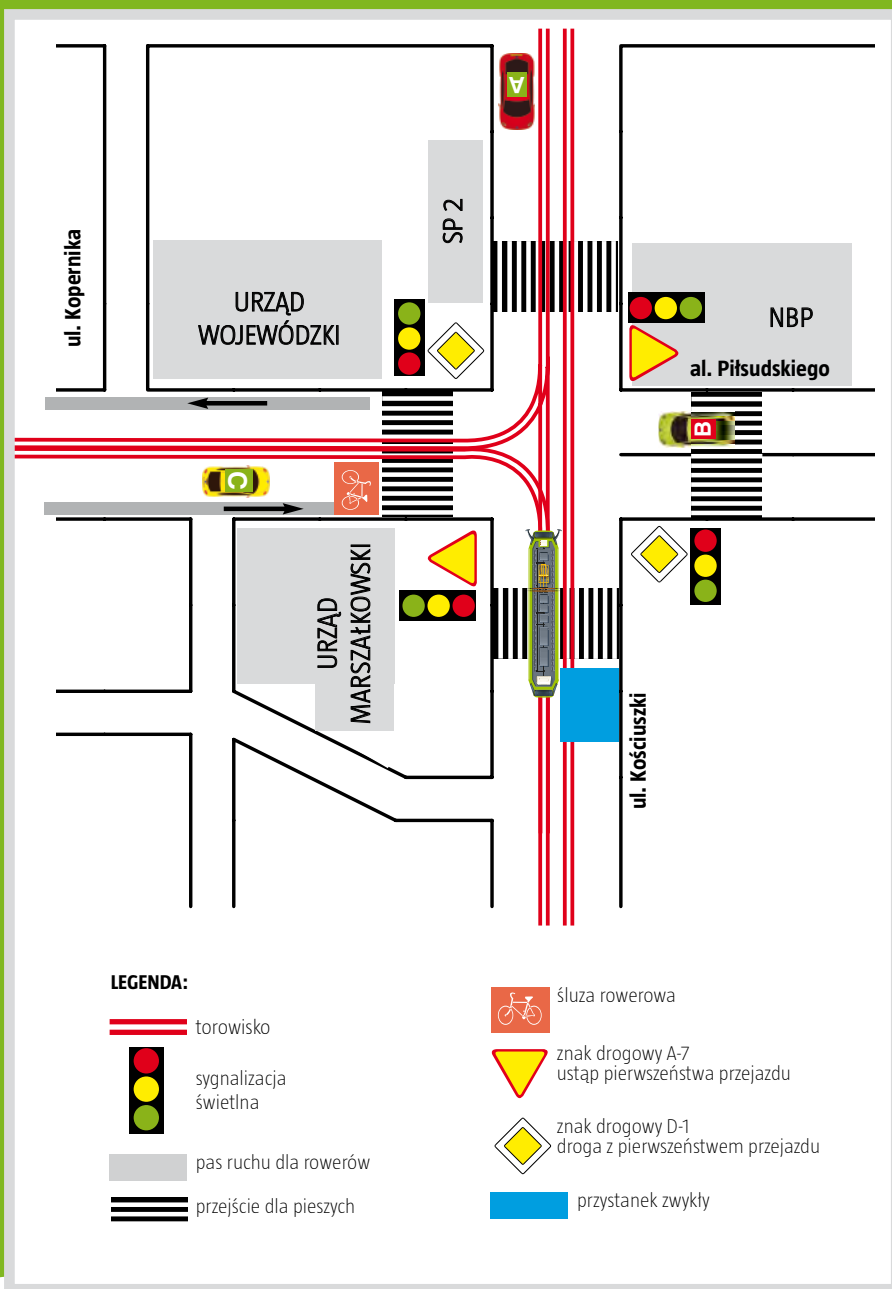 A
ul. Kopernika
SP 2
URZĄD
WOJEWÓDZKI
NBP
al. Piłsudskiego
B
C
URZĄD
MARSZAŁKOWSKI
ul. Kościuszki
LEGENDA:
torowisko
sygnalizacja
świetlna
pas ruchu dla rowerów
przejście dla pieszych
śluza rowerowa
znak drogowy A-7
ustąp pierwszeństwa przejazdu
znak drogowy D-1
droga z pierwszeństwem przejazdu
przystanek zwykły